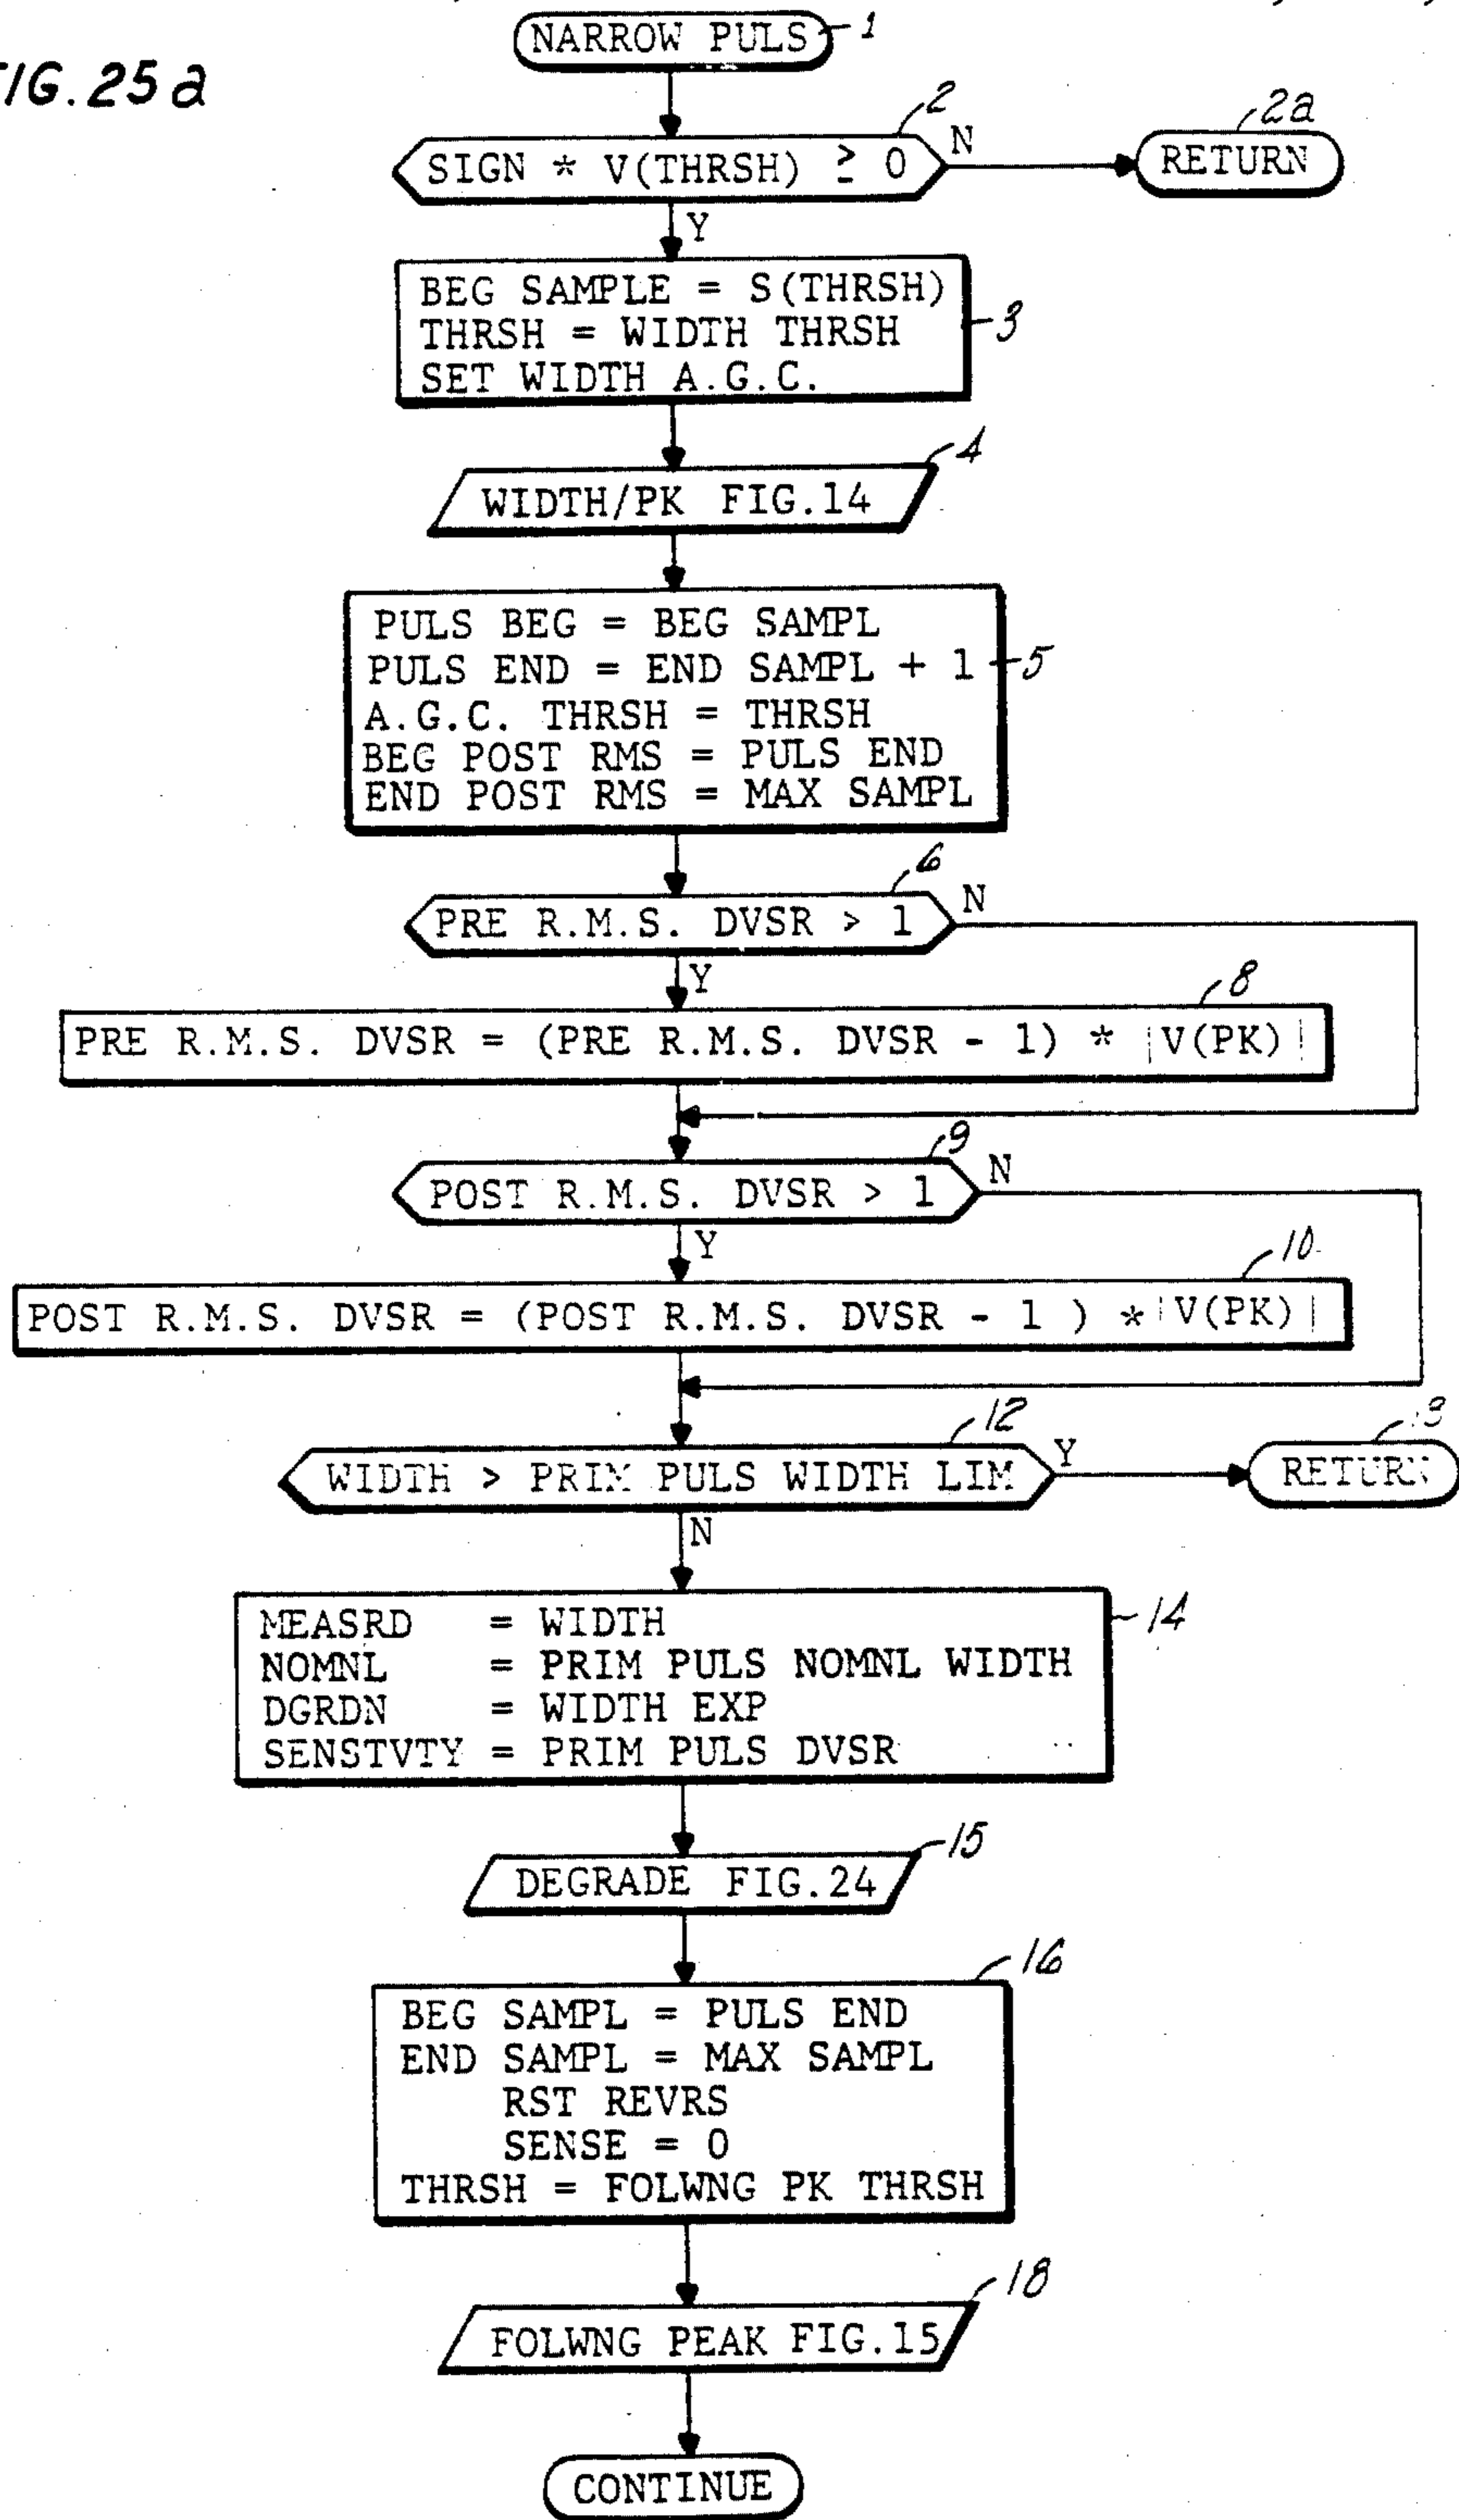 FIG. 25a
NARROW PULS
1
SIGN * V(THRSH) ≥ 0
2
N
RETURN
2a
Y
BEG SAMPLE = S(THRSH)
THRSH = WIDTH THRSH
SET WIDTH A.G.C.
3
4
WIDTH/PK FIG.14
PULS BEG = BEG SAMPL
PULS END = END SAMPL + 1
A.G.C. THRSH = THRSH
BEG POST RMS = PULS END
END POST RMS = MAX SAMPL
5
6
PRE R.M.S. DVSR > 1
N
Y
8
PRE R.M.S. DVSR = (PRE R.M.S. DVSR - 1) * |V(PK)|
9
POST R.M.S. DVSR > 1
N
Y
10
POST R.M.S. DVSR = (POST R.M.S. DVSR - 1 ) * |V(PK)|
12
WIDTH > PRIM PULS WIDTH LIM
Y
RETURN
13
N
MEASRD = WIDTH
NOMNL = PRIM PULS NOMNL WIDTH
DGRDN = WIDTH EXP
SENSTVTY = PRIM PULS DVSR
14
15
DEGRADE FIG.24
16
BEG SAMPL = PULS END
END SAMPL = MAX SAMPL
RST REVRS
SENSE = 0
THRSH = FOLWNG PK THRSH
18
FOLWNG PEAK FIG.15
CONTINUE